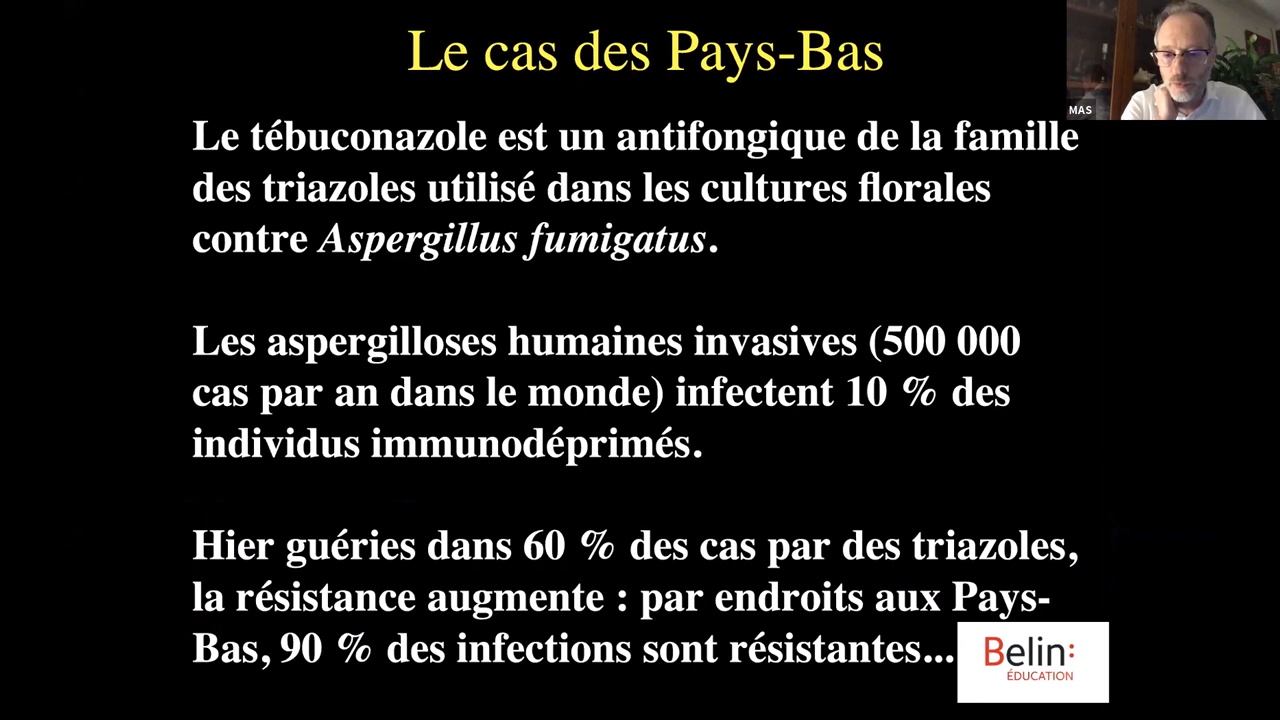 Le cas des Pays-Bas
MAS
Le tébuconazole est un antifongique de la famille
des triazoles utilisé dans les cultures florales
contre Aspergillus fumigatus.
Les aspergilloses humaines invasives (500 000
cas par an dans le monde) infectent 10 % des
individus immunodéprimés.
Hier guéries dans 60 % des cas par des triazoles,
la résistance augmente : par endroits aux Pays-
Bas, 90 % des infections sont résistantes...
Belin:
ÉDUCATION